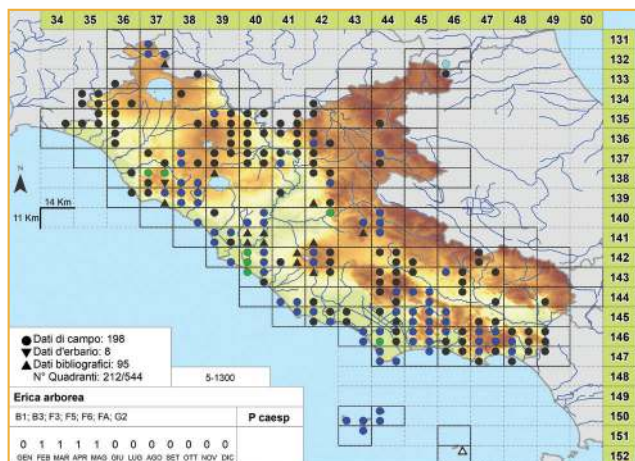 34 35 36 37 38 39 40 41 42 43 44 45 46 47 48 49 50
131
132
133
134
135
136
137
138
139
140
141
142
143
144
145
146
147
148
149
150
151
152
N
14 Km
11 Km
● Dati di campo: 198
▼ Dati d'erbario: 8
▲ Dati bibliografici: 95
N° Quadranti: 212/544
5-1300
Erica arborea
B1; B3; F3; F5; F6; FA; G2
P caesp
0 1 1 1 1 0 0 0 0 0 0 0
GEN FEB MAR APR MAG GIU LUG AGO SET OTT NOV DIC